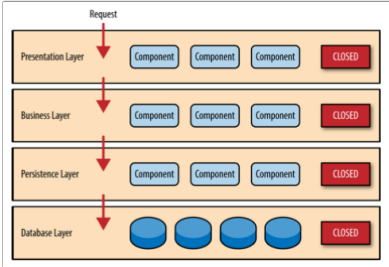 Request
Presentation Layer Component Component Component CLOSED
Business Layer Component Component Component CLOSED
Persistence Layer Component Component Component CLOSED
Database Layer CLOSED